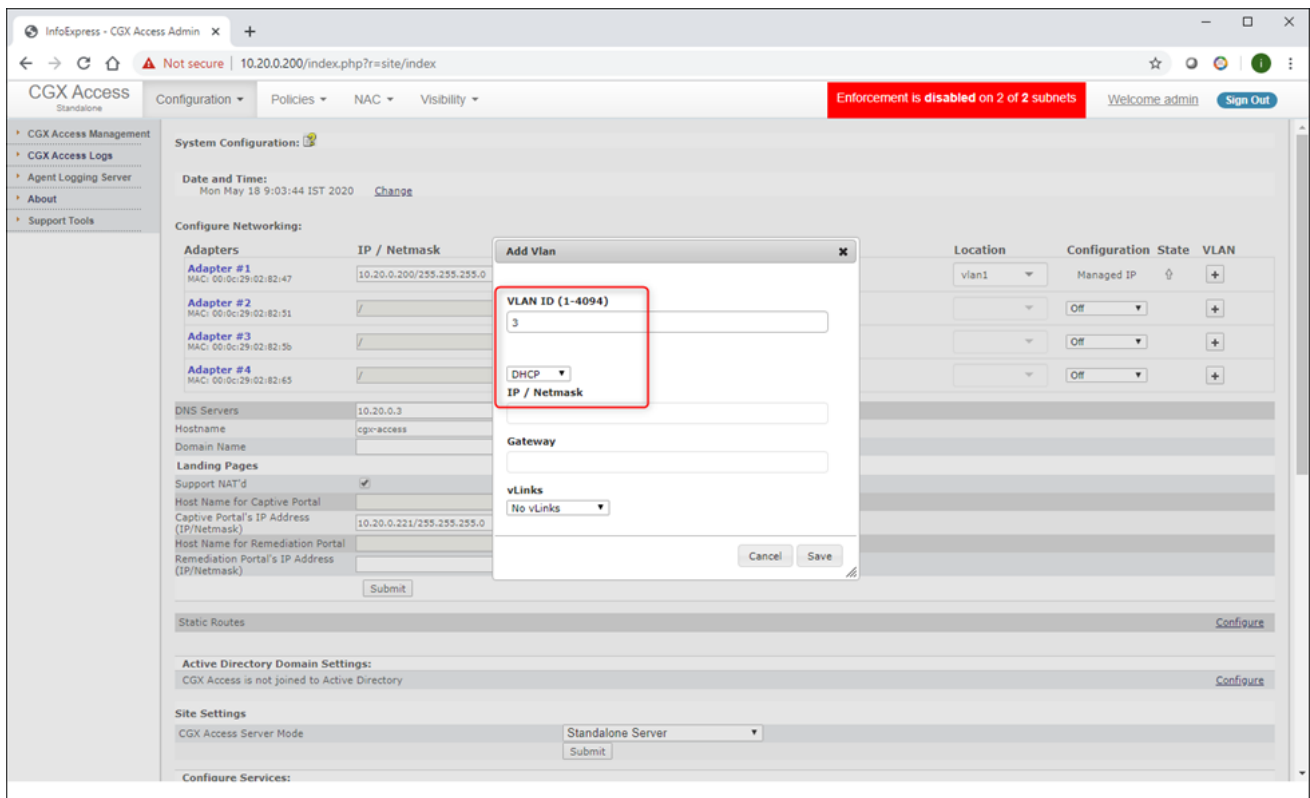 InfoExpress - CGX Access Admin
Not secure | 10.20.0.200/index.php?r=site/index
CGX Access
Standalone
Configuration Policies NAC Visibility
Enforcement is disabled on 2 of 2 subnets
Welcome admin
Sign Out
CGX Access Management
CGX Access Logs
Agent Logging Server
About
Support Tools
System Configuration:
Date and Time:
Mon May 18 9:03:44 IST 2020 Change
Configure Networking:
Adapters IP / Netmask Location Configuration State VLAN
Adapter #1
MAC: 00:0c:29:02:82:47
10.20.0.200/255.255.255.0
vlan1
Managed IP
+
Adapter #2
MAC: 00:0c:29:02:82:51
/
Off
+
Adapter #3
MAC: 00:0c:29:02:82:5b
/
Off
+
Adapter #4
MAC: 00:0c:29:02:82:65
/
Off
+
DNS Servers 10.20.0.3
Hostname cgx-access
Domain Name
Landing Pages
Support NAT'd
Host Name for Captive Portal
Captive Portal's IP Address
(IP/Netmask)
10.20.0.221/255.255.255.0
Host Name for Remediation Portal
Remediation Portal's IP Address
(IP/Netmask)
Submit
Add Vlan
VLAN ID (1-4094)
3
DHCP
IP / Netmask
Gateway
vLinks
No vLinks
Cancel Save
Static Routes Configure
Active Directory Domain Settings:
CGX Access is not joined to Active Directory Configure
Site Settings
CGX Access Server Mode Standalone Server
Submit
Configure Services: